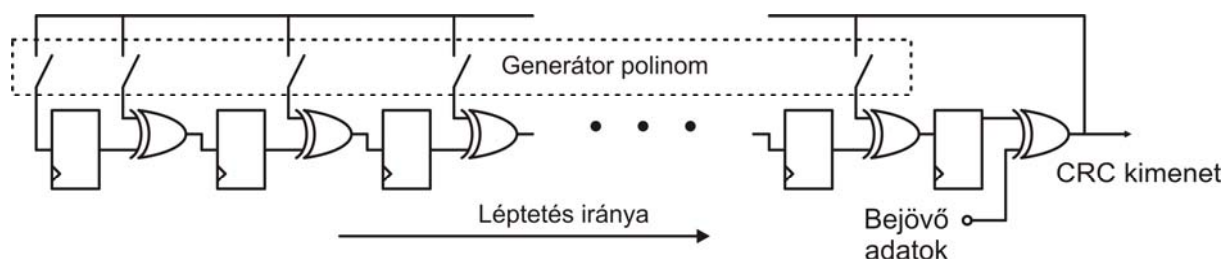 Generátor polinom
CRC kimenet
Léptetés iránya
Bejövő
adatok